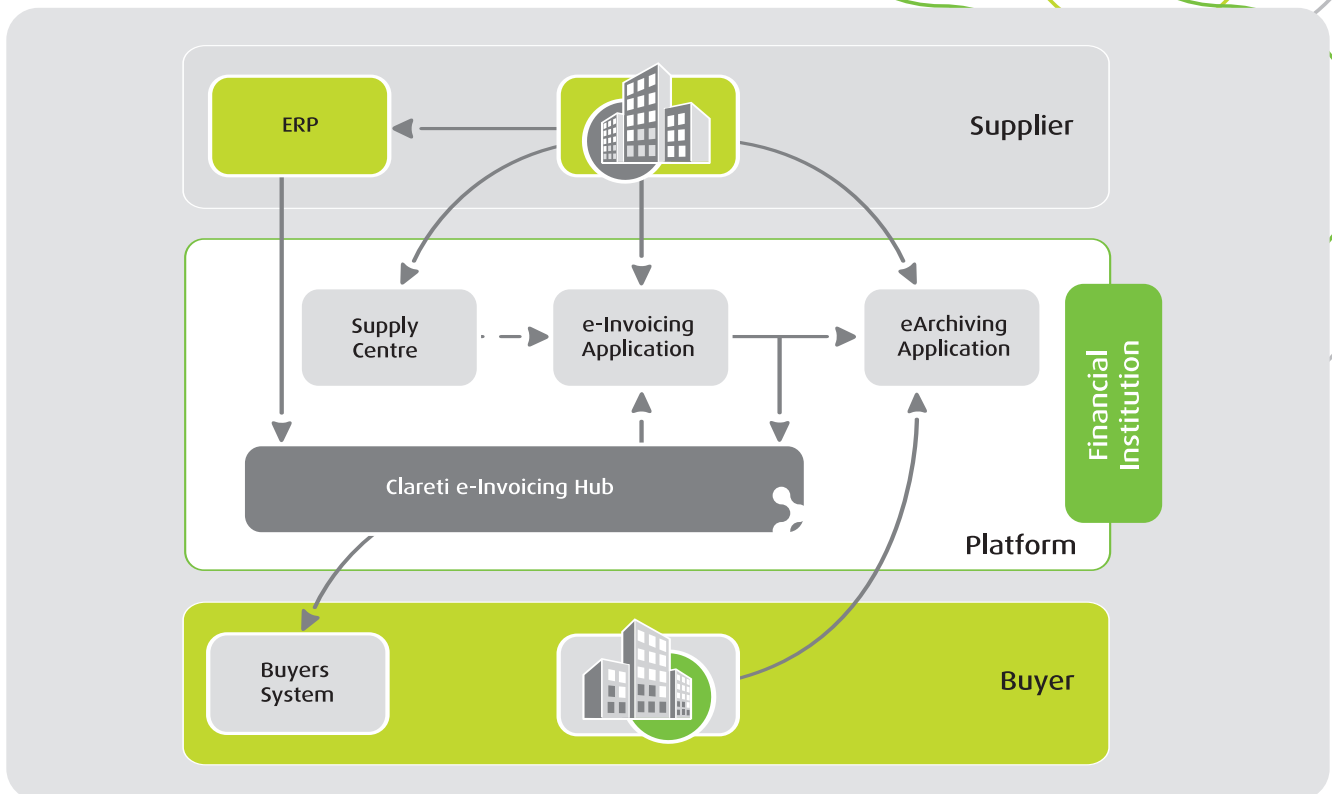 ERP
Supplier
Supply
Centre
e-Invoicing
Application
eArchiving
Application
Financial
Institution
Clareti e-Invoicing Hub
Platform
Buyers
System
Buyer